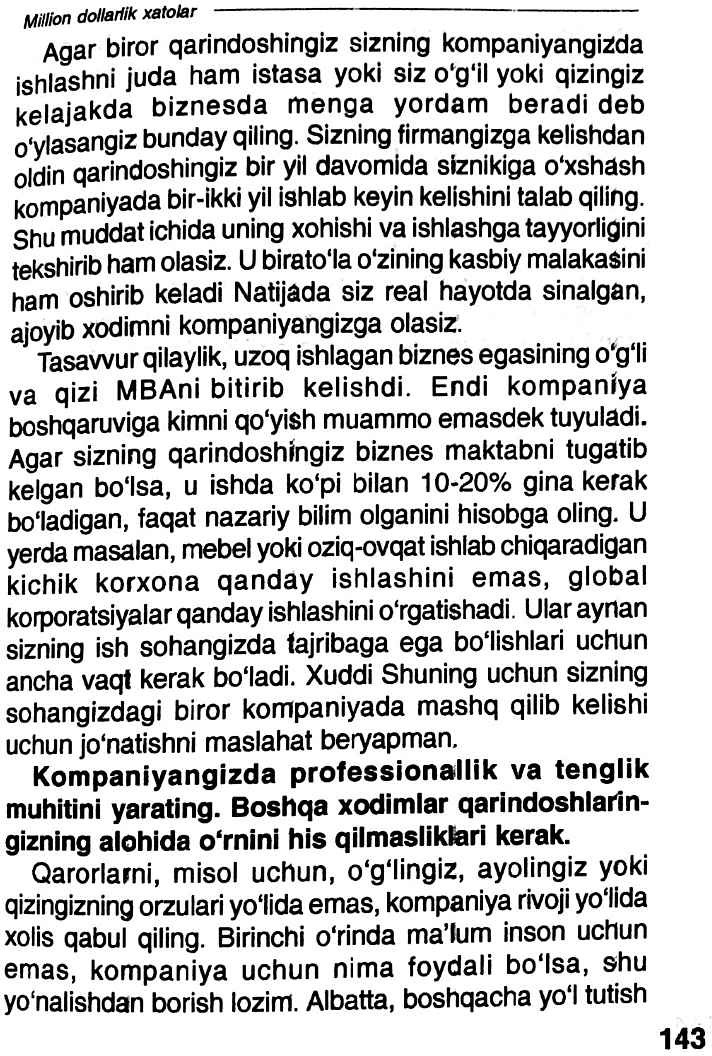 Million dollarlik xatolar
Agar biror qarindoshingiz sizning kompaniyangizda
ishlashni juda ham istasa yoki siz o‘g‘il yoki qizingiz
kelajakda biznesda menga yordam beradi deb
o‘ylasangiz bunday qiling. Sizning firmangizga kelishdan
oldin qarindoshingiz bir yil davomida siznikiga o‘xshash
kompaniyada bir-ikki yil ishlab keyin kelishini talab qiling.
Shu muddat ichida uning xohishi va ishlashga tayyorligini
tekshirib ham olasiz. U birato‘la o‘zining kasbiy malakasini
ham oshirib keladi Natijada siz real hayotda sinalgan,
ajoyib xodimni kompaniyangizga olasiz.
Tasavvur qilaylik, uzoq ishlagan biznes egasining o‘g‘li
va qizi MBAni bitirib kelishdi. Endi kompaniya
boshqaruviga kimni qo‘yish muammo emasdek tuyuladi.
Agar sizning qarindoshingiz biznes maktabni tugatib
kelgan bo‘lsa, u ishda ko‘pi bilan 10-20% gina kerak
bo‘ladigan, faqat nazariy bilim olganini hisobga oling. U
yerda masalan, mebel yoki oziq-ovqat ishlab chiqaradigan
kichik korxona qanday ishlashini emas, global
korporatsiyalar qanday ishlashini o‘rgatishadi. Ular aynan
sizning ish sohangizda tajribaga ega bo‘lishlari uchun
ancha vaqt kerak bo‘ladi. Xuddi Shuning uchun sizning
sohangizdagi biror kompaniyada mashq qilib kelishi
uchun jo‘natishni maslahat beryapman.
Kompaniyangizda professionallik va tenglik
muhitini yarating. Boshqa xodimlar qarindoshlarin-
gizning alohida o‘rnini his qilmasliklari kerak.
Qarorlarni, misol uchun, o‘g‘lingiz, ayolingiz yoki
qizingizning orzulari yo‘lida emas, kompaniya rivoji yo‘lida
xolis qabul qiling. Birinchi o‘rinda ma’lum inson uchun
emas, kompaniya uchun nima foydali bo‘lsa, shu
yo‘nalishdan borish lozim. Albatta, boshqacha yo‘l tutish
143